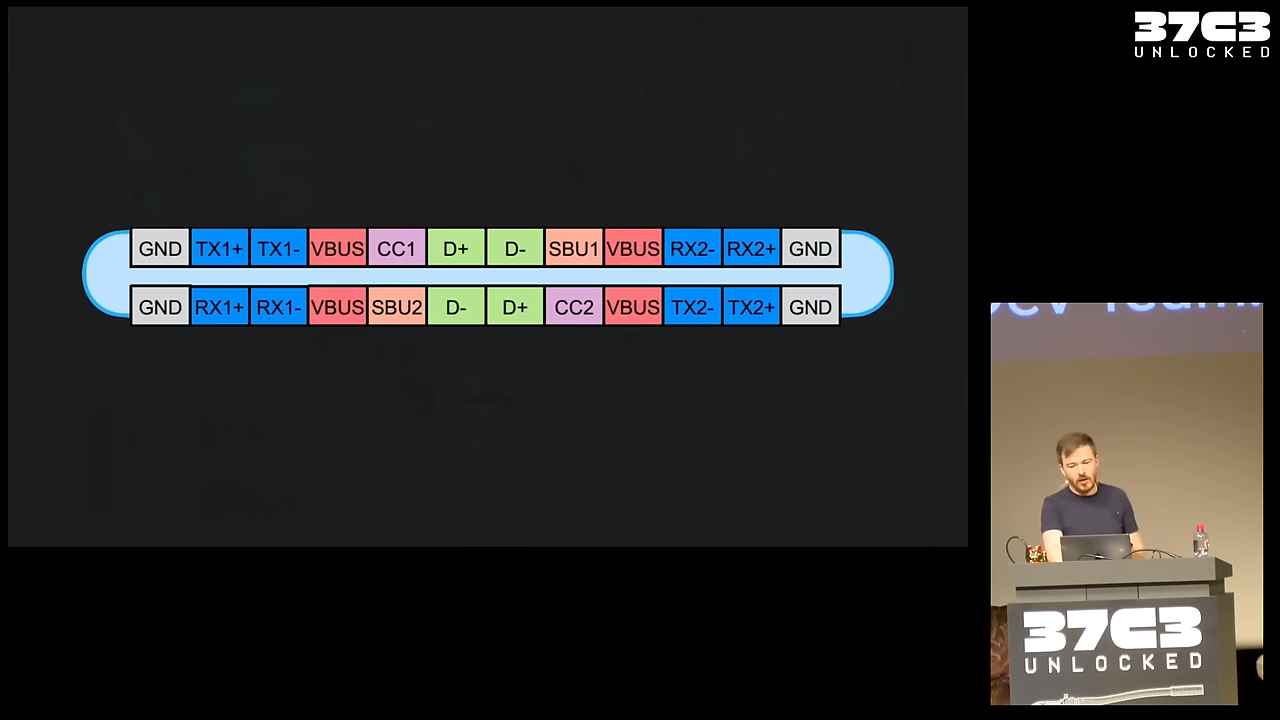 37C3
UNLOCKED
GND TX1+ TX1- VBUS CC1 D+ D- SBU1 VBUS RX2- RX2+ GND
GND RX1+ RX1- VBUS SBU2 D- D+ CC2 VBUS TX2- TX2+ GND
37C3
UNLOCKED